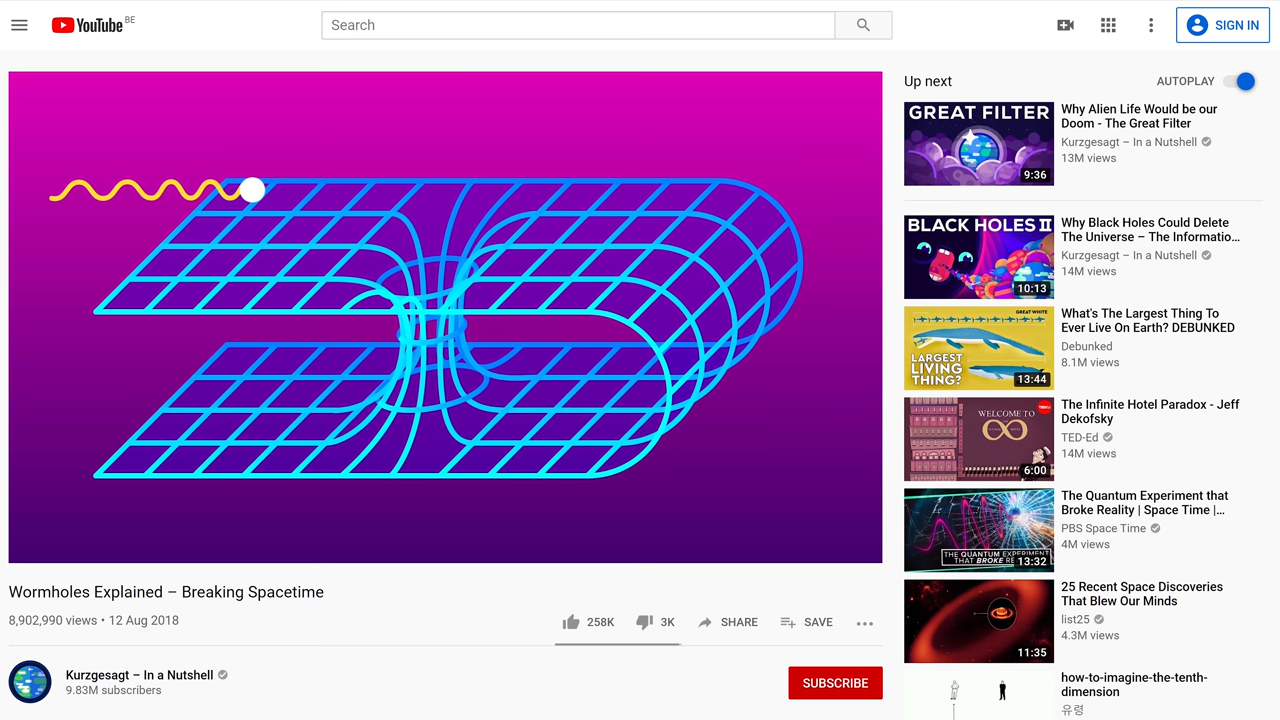 YouTube BE
Search
SIGN IN
Up next
AUTOPLAY
GREAT FILTER
9:36
Why Alien Life Would be our
Doom - The Great Filter
Kurzgesagt – In a Nutshell
13M views
BLACK HOLES II
10:13
Why Black Holes Could Delete
The Universe – The Informatio...
Kurzgesagt – In a Nutshell
14M views
GREAT WHITE
LARGEST
LIVING
THING?
13:44
What's The Largest Thing To
Ever Live On Earth? DEBUNKED
Debunked
8.1M views
WELCOME TO
6:00
The Infinite Hotel Paradox - Jeff
Dekofsky
TED-Ed
14M views
THE QUANTUM EXPERIMENT
THAT BROKE RE
13:32
The Quantum Experiment that
Broke Reality | Space Time |...
PBS Space Time
4M views
11:35
25 Recent Space Discoveries
That Blew Our Minds
list25
4.3M views
how-to-imagine-the-tenth-
dimension
유령
Wormholes Explained – Breaking Spacetime
8,902,990 views • 12 Aug 2018
258K
3K
SHARE
SAVE
Kurzgesagt – In a Nutshell
9.83M subscribers
SUBSCRIBE